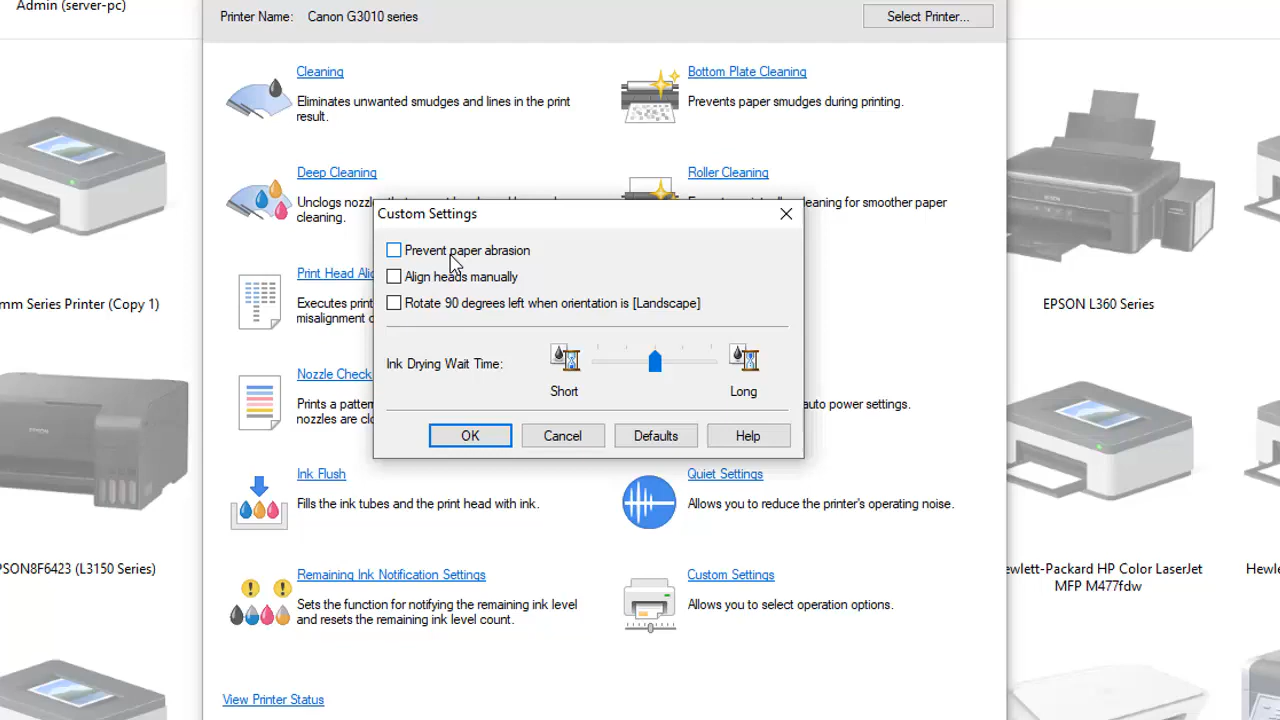 Admin (server-pc)
Printer Name: Canon G3010 series
Select Printer...
Cleaning
Eliminates unwanted smudges and lines in the print
result.
Bottom Plate Cleaning
Prevents paper smudges during printing.
Deep Cleaning
Unclogs nozz
cleaning.
Roller Cleaning
cleaning for smoother paper
Custom Settings
Prevent paper abrasion
Align heads manually
Rotate 90 degrees left when orientation is [Landscape]
Ink Drying Wait Time:
Short
Long
OK
Cancel
Defaults
Help
Print Head Alig
Executes print
misalignment o
Nozzle Check
Prints a pattern
nozzles are clo
auto power settings.
Ink Flush
Fills the ink tubes and the print head with ink.
Quiet Settings
Allows you to reduce the printer's operating noise.
Remaining Ink Notification Settings
Sets the function for notifying the remaining ink level
and resets the remaining ink level count.
Custom Settings
Allows you to select operation options.
View Printer Status
mm Series Printer (Copy 1)
PSON8F6423 (L3150 Series)
EPSON L360 Series
ewlett-Packard HP Color LaserJet
MFP M477fdw
Hewle